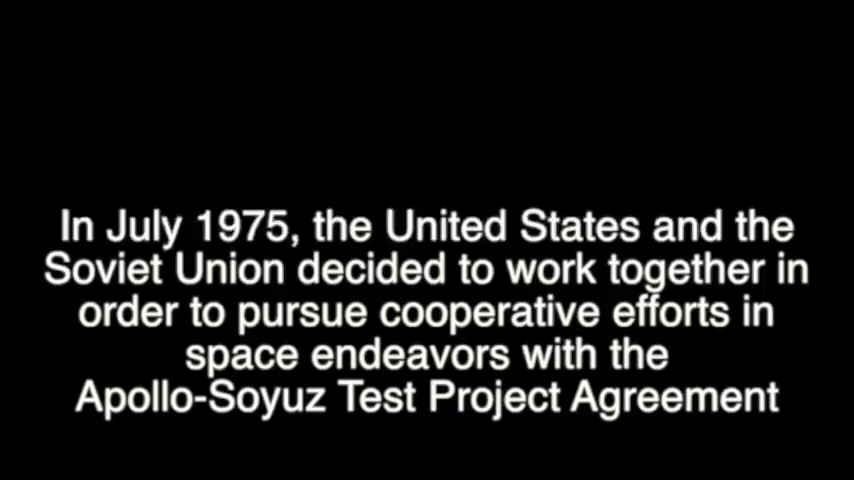 In July 1975, the United States and the
Soviet Union decided to work together in
order to pursue cooperative efforts in
space endeavors with the
Apollo-Soyuz Test Project Agreement